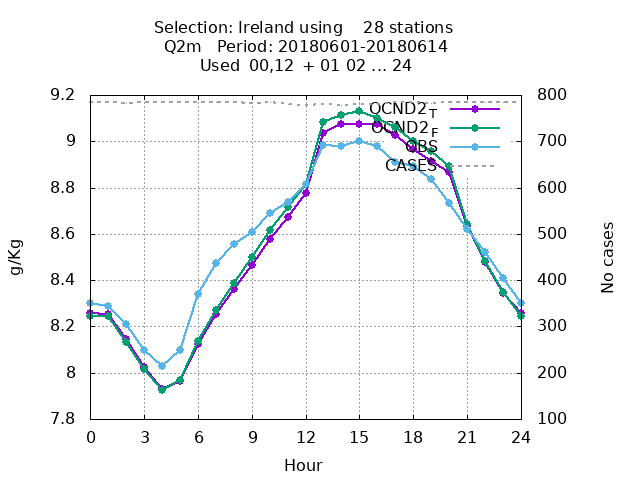 Selection: Ireland using    28 stations
Q2m   Period: 20180601-20180614
Used  00,12  + 01 02 ... 24
9.2
9
8.8
8.6
8.4
8.2
8
7.8
g/Kg
800
700
600
500
400
300
200
100
No cases
OCND2T
OCND2F
OBS
CASES
0 3 6 9 12 15 18 21 24
Hour